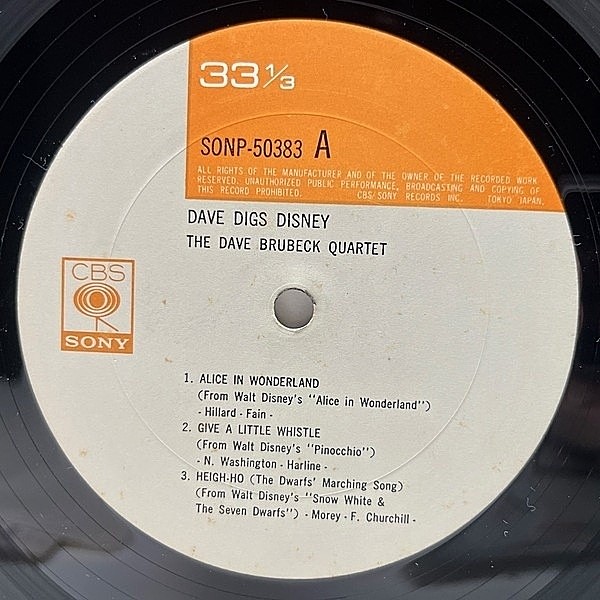 33 1/3
SONP-50383 A
ALL RIGHTS OF THE MANUFACTURER AND OF THE OWNER OF THE RECORDED WORK
RESERVED. UNAUTHORIZED PUBLIC PERFORMANCE, BROADCASTING AND COPYING OF
THIS RECORD PROHIBITED. CBS/SONY RECORDS INC. TOKYO JAPAN.
DAVE DIGS DISNEY
THE DAVE BRUBECK QUARTET
CBS
SONY
1. ALICE IN WONDERLAND
(From Walt Disney's "Alice in Wonderland")
- Hillard - Fain -
2. GIVE A LITTLE WHISTLE
(From Walt Disney's "Pinocchio")
- N. Washington - Harline -
3. HEIGH-HO (The Dwarfs' Marching Song)
(From Walt Disney's "Snow White &
The Seven Dwarfs") - Morey - F. Churchill -